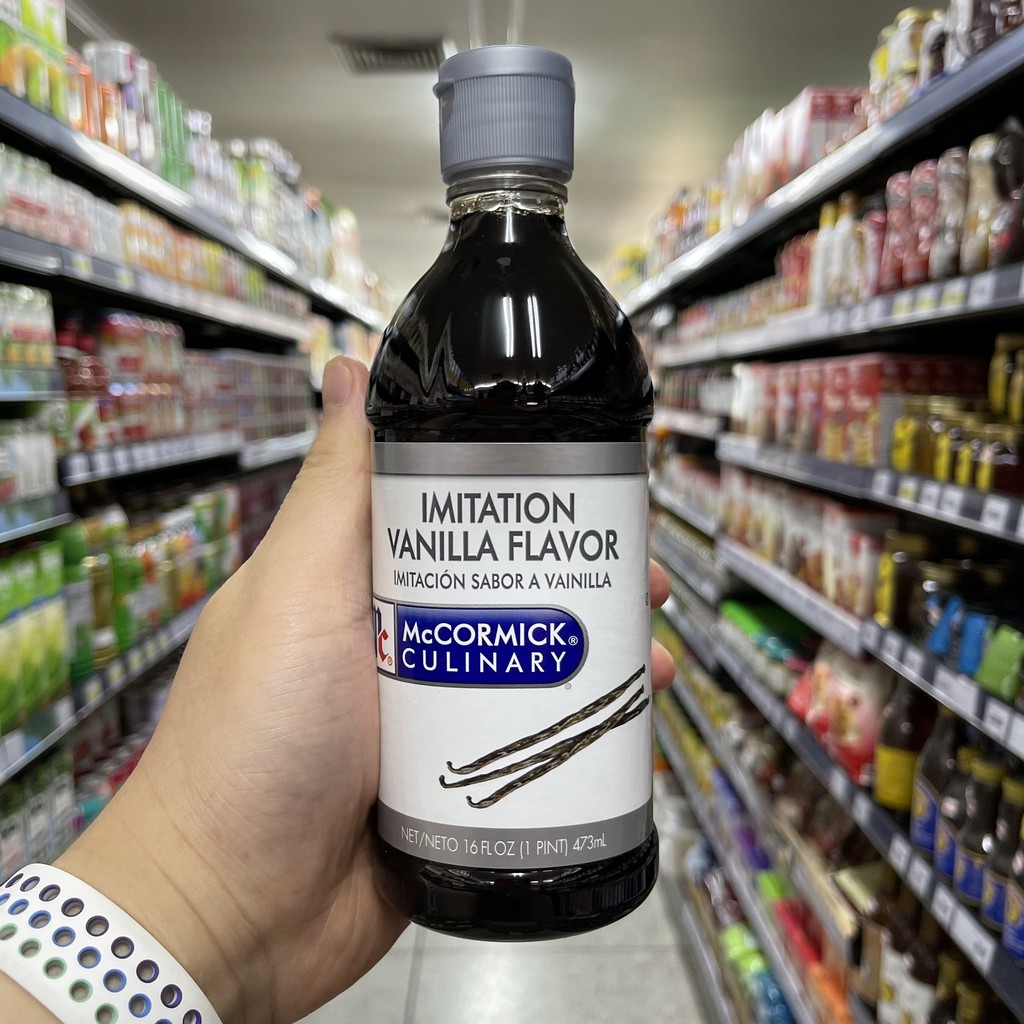 IMITATION
VANILLA FLAVOR
IMITACIÓN SABOR A VAINILLA
Mc®
McCORMICK®
CULINARY
®
NET/NETO 16 FL OZ (1 PINT) 473mL